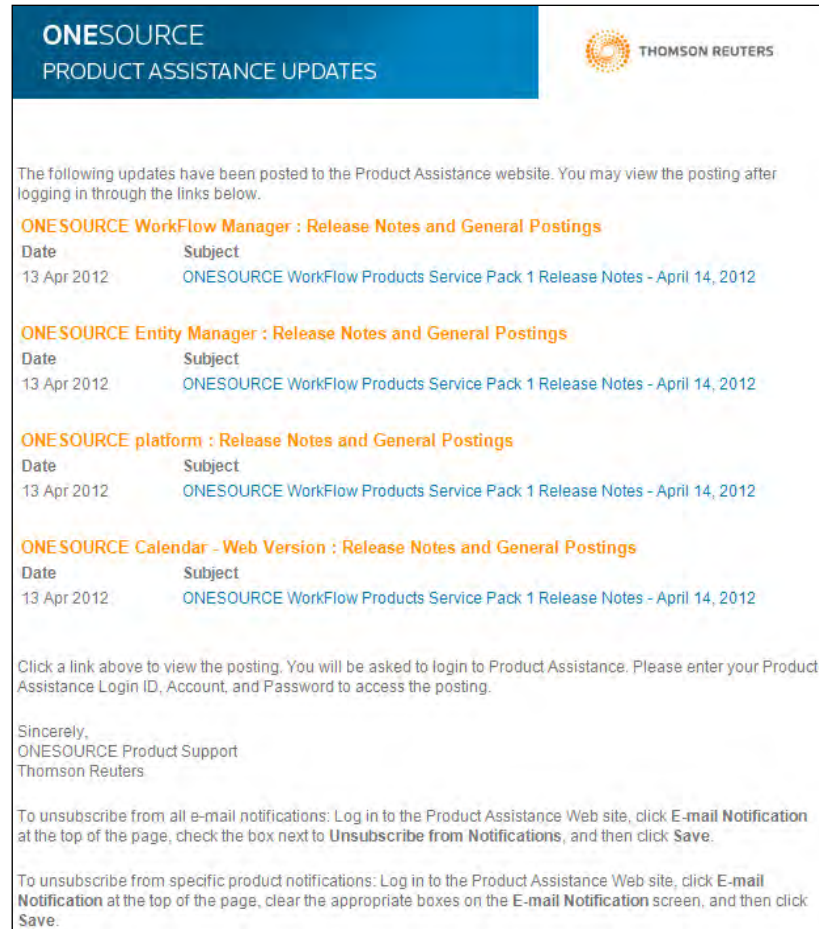 ONESOURCE
PRODUCT ASSISTANCE UPDATES
THOMSON REUTERS
The following updates have been posted to the Product Assistance website. You may view the posting after
logging in through the links below.
ONESOURCE WorkFlow Manager : Release Notes and General Postings
Date Subject
13 Apr 2012 ONESOURCE WorkFlow Products Service Pack 1 Release Notes - April 14, 2012
ONESOURCE Entity Manager : Release Notes and General Postings
Date Subject
13 Apr 2012 ONESOURCE WorkFlow Products Service Pack 1 Release Notes - April 14, 2012
ONESOURCE platform : Release Notes and General Postings
Date Subject
13 Apr 2012 ONESOURCE WorkFlow Products Service Pack 1 Release Notes - April 14, 2012
ONESOURCE Calendar - Web Version : Release Notes and General Postings
Date Subject
13 Apr 2012 ONESOURCE WorkFlow Products Service Pack 1 Release Notes - April 14, 2012
Click a link above to view the posting. You will be asked to login to Product Assistance. Please enter your Product
Assistance Login ID, Account, and Password to access the posting.
Sincerely,
ONESOURCE Product Support
Thomson Reuters
To unsubscribe from all e-mail notifications: Log in to the Product Assistance Web site, click E-mail Notification
at the top of the page, check the box next to Unsubscribe from Notifications, and then click Save.
To unsubscribe from specific product notifications: Log in to the Product Assistance Web site, click E-mail
Notification at the top of the page, clear the appropriate boxes on the E-mail Notification screen, and then click
Save.